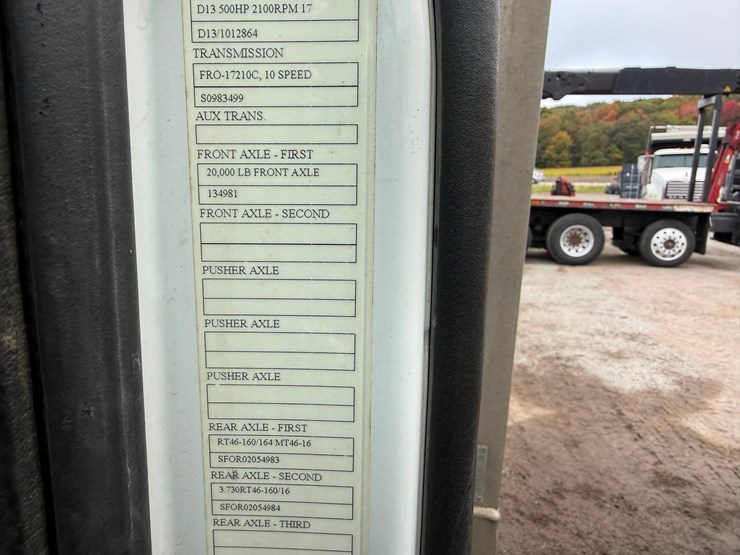 D13 500HP 2100RPM 17
D13/1012864
TRANSMISSION
FRO-17210C, 10 SPEED
S0983499
AUX TRANS.
FRONT AXLE - FIRST
20,000 LB FRONT AXLE
134981
FRONT AXLE - SECOND
PUSHER AXLE
PUSHER AXLE
PUSHER AXLE
REAR AXLE - FIRST
RT46-160/164 MT46-16
SFOR02054983
REAR AXLE - SECOND
3.730RT46-160/16
SFOR02054984
REAR AXLE - THIRD